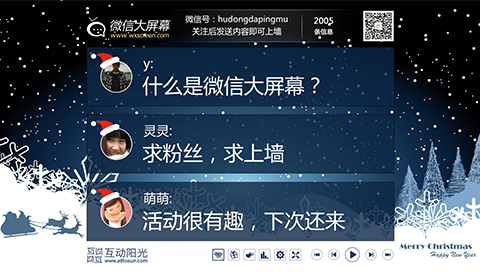 微信大屏幕
www.wxscreen.com
微信号：hudongdapingmu
关注后发送内容即可上墙
2005
条信息
y:
什么是微信大屏幕？
灵灵:
求粉丝，求上墙
萌萌:
活动很有趣，下次还来
互动阳光
www.alltosun.com
Merry Christmas
Happy New Year